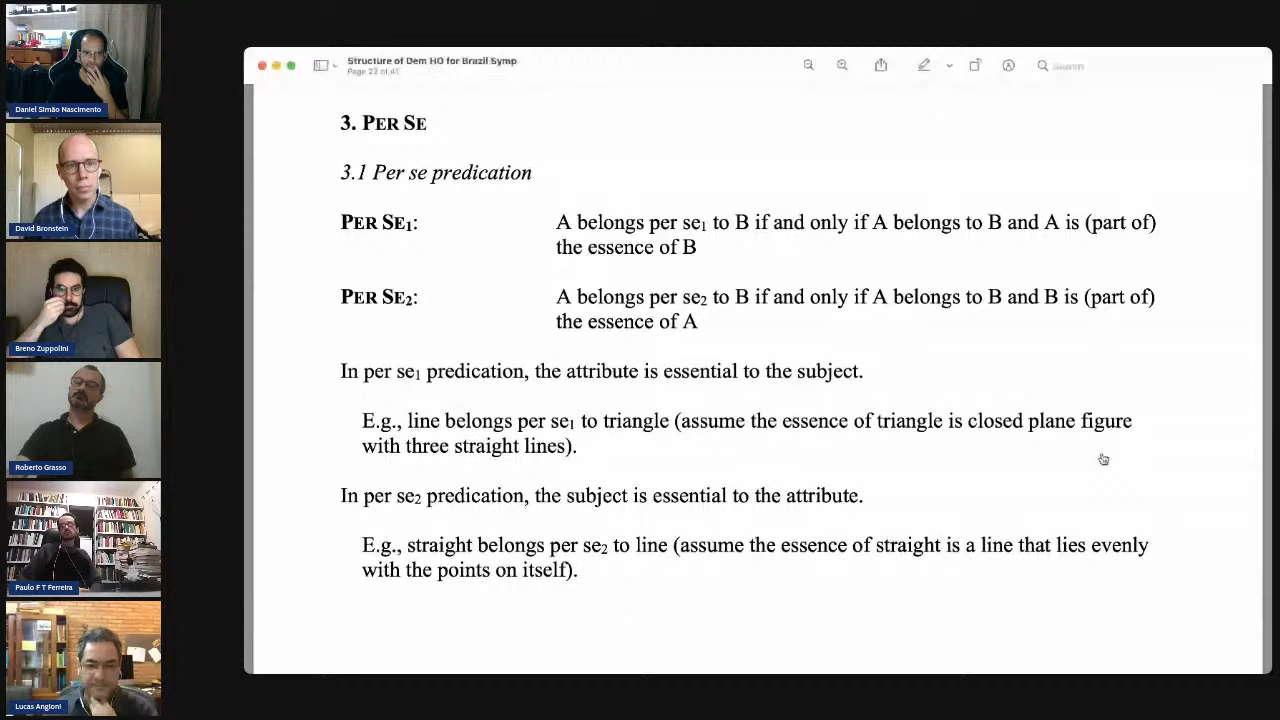 Daniel Simão Nascimento
David Bronstein
Breno Zuppolini
Roberto Grasso
Paulo F T Ferreira
Lucas Angioni
Structure of Dem HO for Brazil Symp
Page 22 of 41
Search
3. PER SE
3.1 Per se predication
PER SE₁: A belongs per se₁ to B if and only if A belongs to B and A is (part of)
the essence of B
PER SE₂: A belongs per se₂ to B if and only if A belongs to B and B is (part of)
the essence of A
In per se₁ predication, the attribute is essential to the subject.
E.g., line belongs per se₁ to triangle (assume the essence of triangle is closed plane figure
with three straight lines).
In per se₂ predication, the subject is essential to the attribute.
E.g., straight belongs per se₂ to line (assume the essence of straight is a line that lies evenly
with the points on itself).